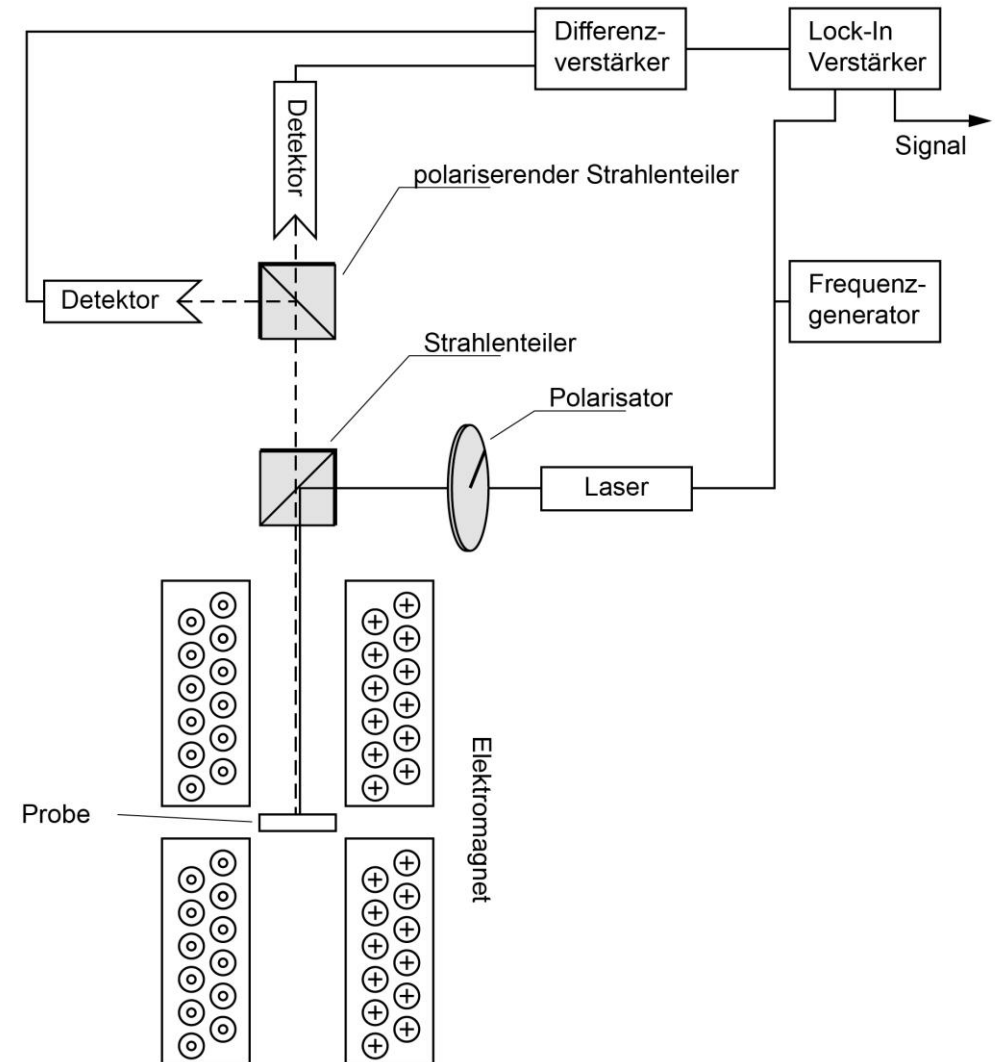 Differenz-
verstärker
Lock-In
Verstärker
Signal
Detektor
polariserender Strahlenteiler
Detektor
Frequenz-
generator
Strahlenteiler
Polarisator
Laser
Elektromagnet
Probe